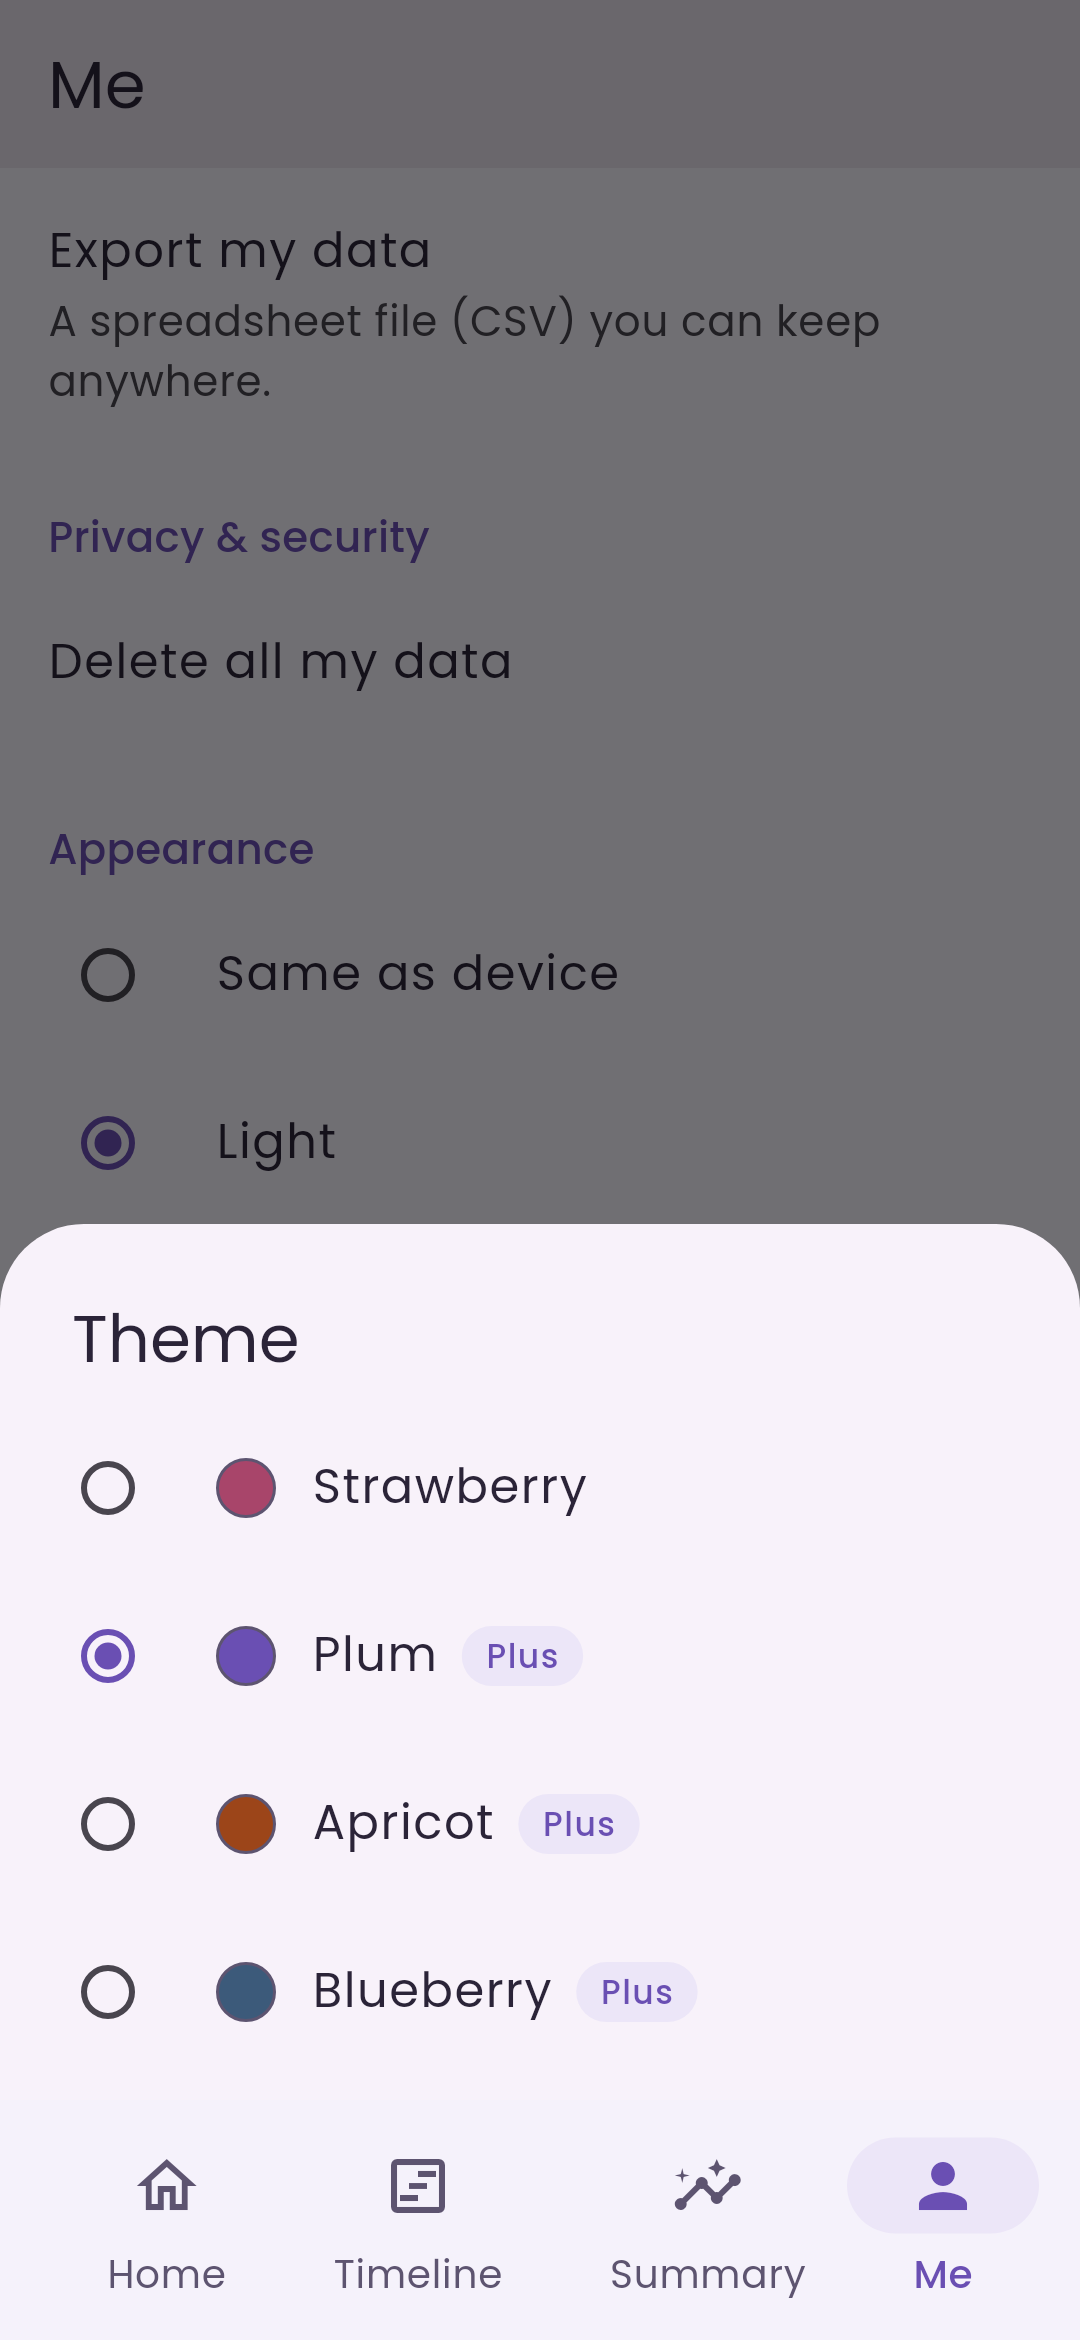 Me
Export my data
A spreadsheet file (CSV) you can keep
anywhere.
Privacy & security
Delete all my data
Appearance
Same as device
Light
Theme
Strawberry
Plum Plus
Apricot Plus
Blueberry Plus
Home Timeline Summary Me